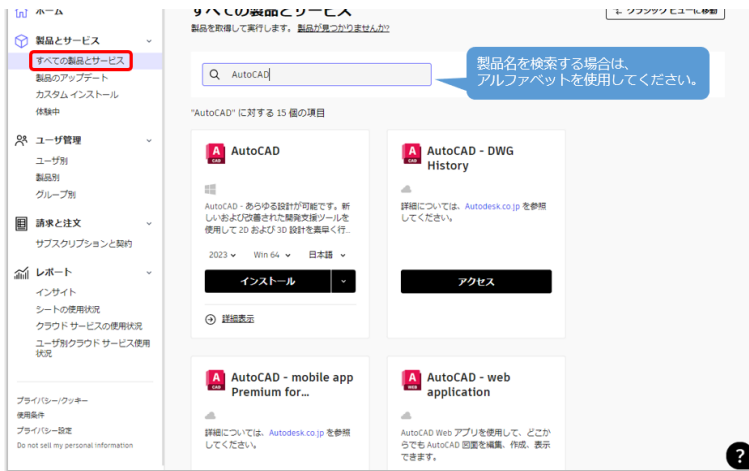 ホーム
すべての製品とサービス
クラシック ビューに移動
製品を取得して実行します。 製品が見つかりませんか?
製品とサービス
すべての製品とサービス
製品のアップデート
カスタム インストール
体験中
ユーザ管理
ユーザ別
製品別
グループ別
請求と注文
サブスクリプションと契約
レポート
インサイト
シートの使用状況
クラウド サービスの使用状況
ユーザ別クラウド サービス使用
状況
プライバシー/クッキー
使用条件
プライバシー設定
Do not sell my personal information
AutoCAD
製品名を検索する場合は、
アルファベットを使用してください。
"AutoCAD" に対する 15 個の項目
A CAD
AutoCAD
AutoCAD - あらゆる設計が可能です。新
しいおよび改善された開発支援ツールを
使用して 2D および 3D 設計を素早く行…
2023 Win 64 日本語
インストール
詳細表示
A CAD
AutoCAD - DWG
History
詳細については、Autodesk.co.jp を参照
してください。
アクセス
A CAD
AutoCAD - mobile app
Premium for...
詳細については、Autodesk.co.jp を参照
してください。
A WEB
AutoCAD - web
application
AutoCAD Web アプリを使用して、どこか
らでも AutoCAD 図面を編集、作成、表示
できます。
?